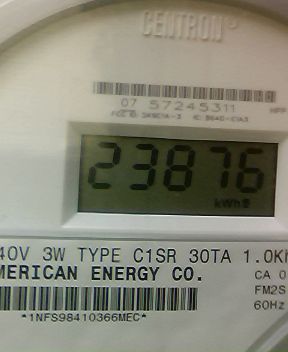 CENTRON®
07 57245311
23876
kWh
40V 3W TYPE C1SR 30TA 1.0Kh
MERICAN ENERGY CO.
CA 0
FM2S
60Hz
*1NFS98410366MEC*